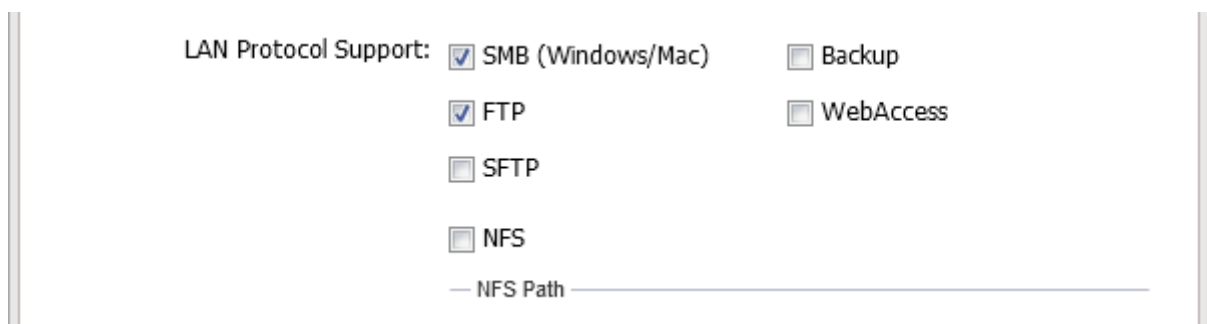 LAN Protocol Support: SMB (Windows/Mac) Backup
FTP WebAccess
SFTP
NFS
NFS Path